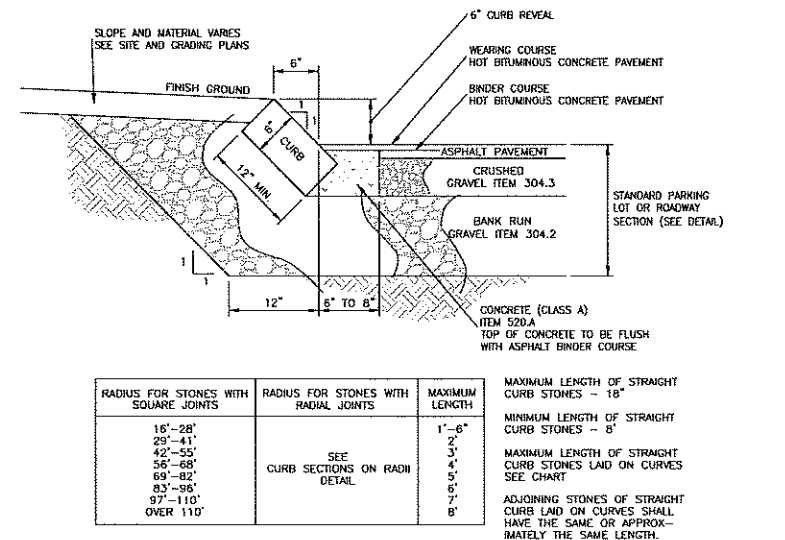 6" CURB REVEAL
SLOPE AND MATERIAL VARIES
SEE SITE AND GRADING PLANS
WEARING COURSE
HOT BITUMINOUS CONCRETE PAVEMENT
6"
FINISH GROUND
BINDER COURSE
HOT BITUMINOUS CONCRETE PAVEMENT
1
1
6"
CURB
12" MIN.
ASPHALT PAVEMENT
CRUSHED
GRAVEL ITEM 304.3
BANK RUN
GRAVEL ITEM 304.2
STANDARD PARKING
LOT OR ROADWAY
SECTION (SEE DETAIL)
1
1
12"
6" TO 8"
CONCRETE (CLASS A)
ITEM 520.A
TOP OF CONCRETE TO BE FLUSH
WITH ASPHALT BINDER COURSE
RADIUS FOR STONES WITH
SQUARE JOINTS
RADIUS FOR STONES WITH
RADIAL JOINTS
MAXIMUM
LENGTH
16'-28'
29'-41'
42'-55'
56'-68'
69'-82'
83'-96'
97'-110'
OVER 110'
SEE
CURB SECTIONS ON RADII
DETAIL
1'-6"
2'
3'
4'
5'
6'
7'
8'
MAXIMUM LENGTH OF STRAIGHT
CURB STONES - 18"
MINIMUM LENGTH OF STRAIGHT
CURB STONES - 8'
MAXIMUM LENGTH OF STRAIGHT
CURB STONES LAID ON CURVES
SEE CHART
ADJOINING STONES OF STRAIGHT
CURB LAID ON CURVES SHALL
HAVE THE SAME OR APPROX-
IMATELY THE SAME LENGTH.